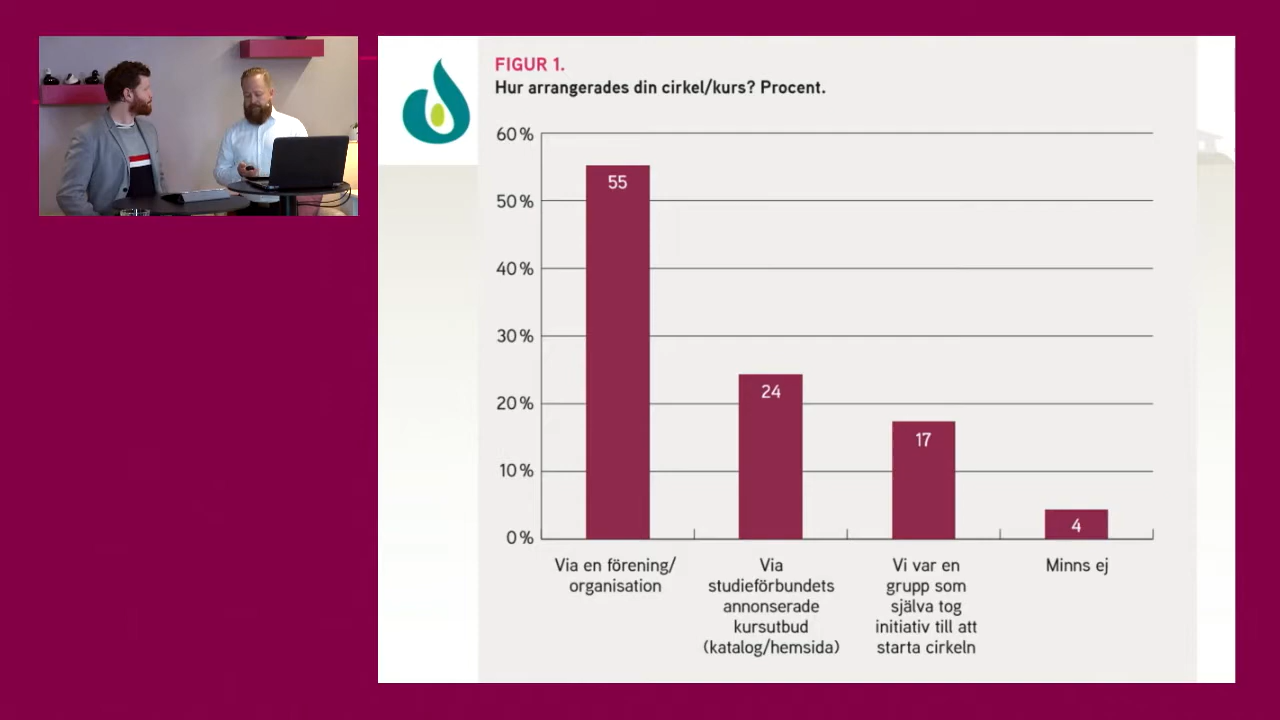 FIGUR 1.
Hur arrangerades din cirkel/kurs? Procent.
60 %
50 %
40 %
30 %
20 %
10 %
0 %
55
24
17
4
Via en förening/
organisation
Via
studieförbundets
annonserade
kursutbud
(katalog/hemsida)
Vi var en
grupp som
själva tog
initiativ till att
starta cirkeln
Minns ej